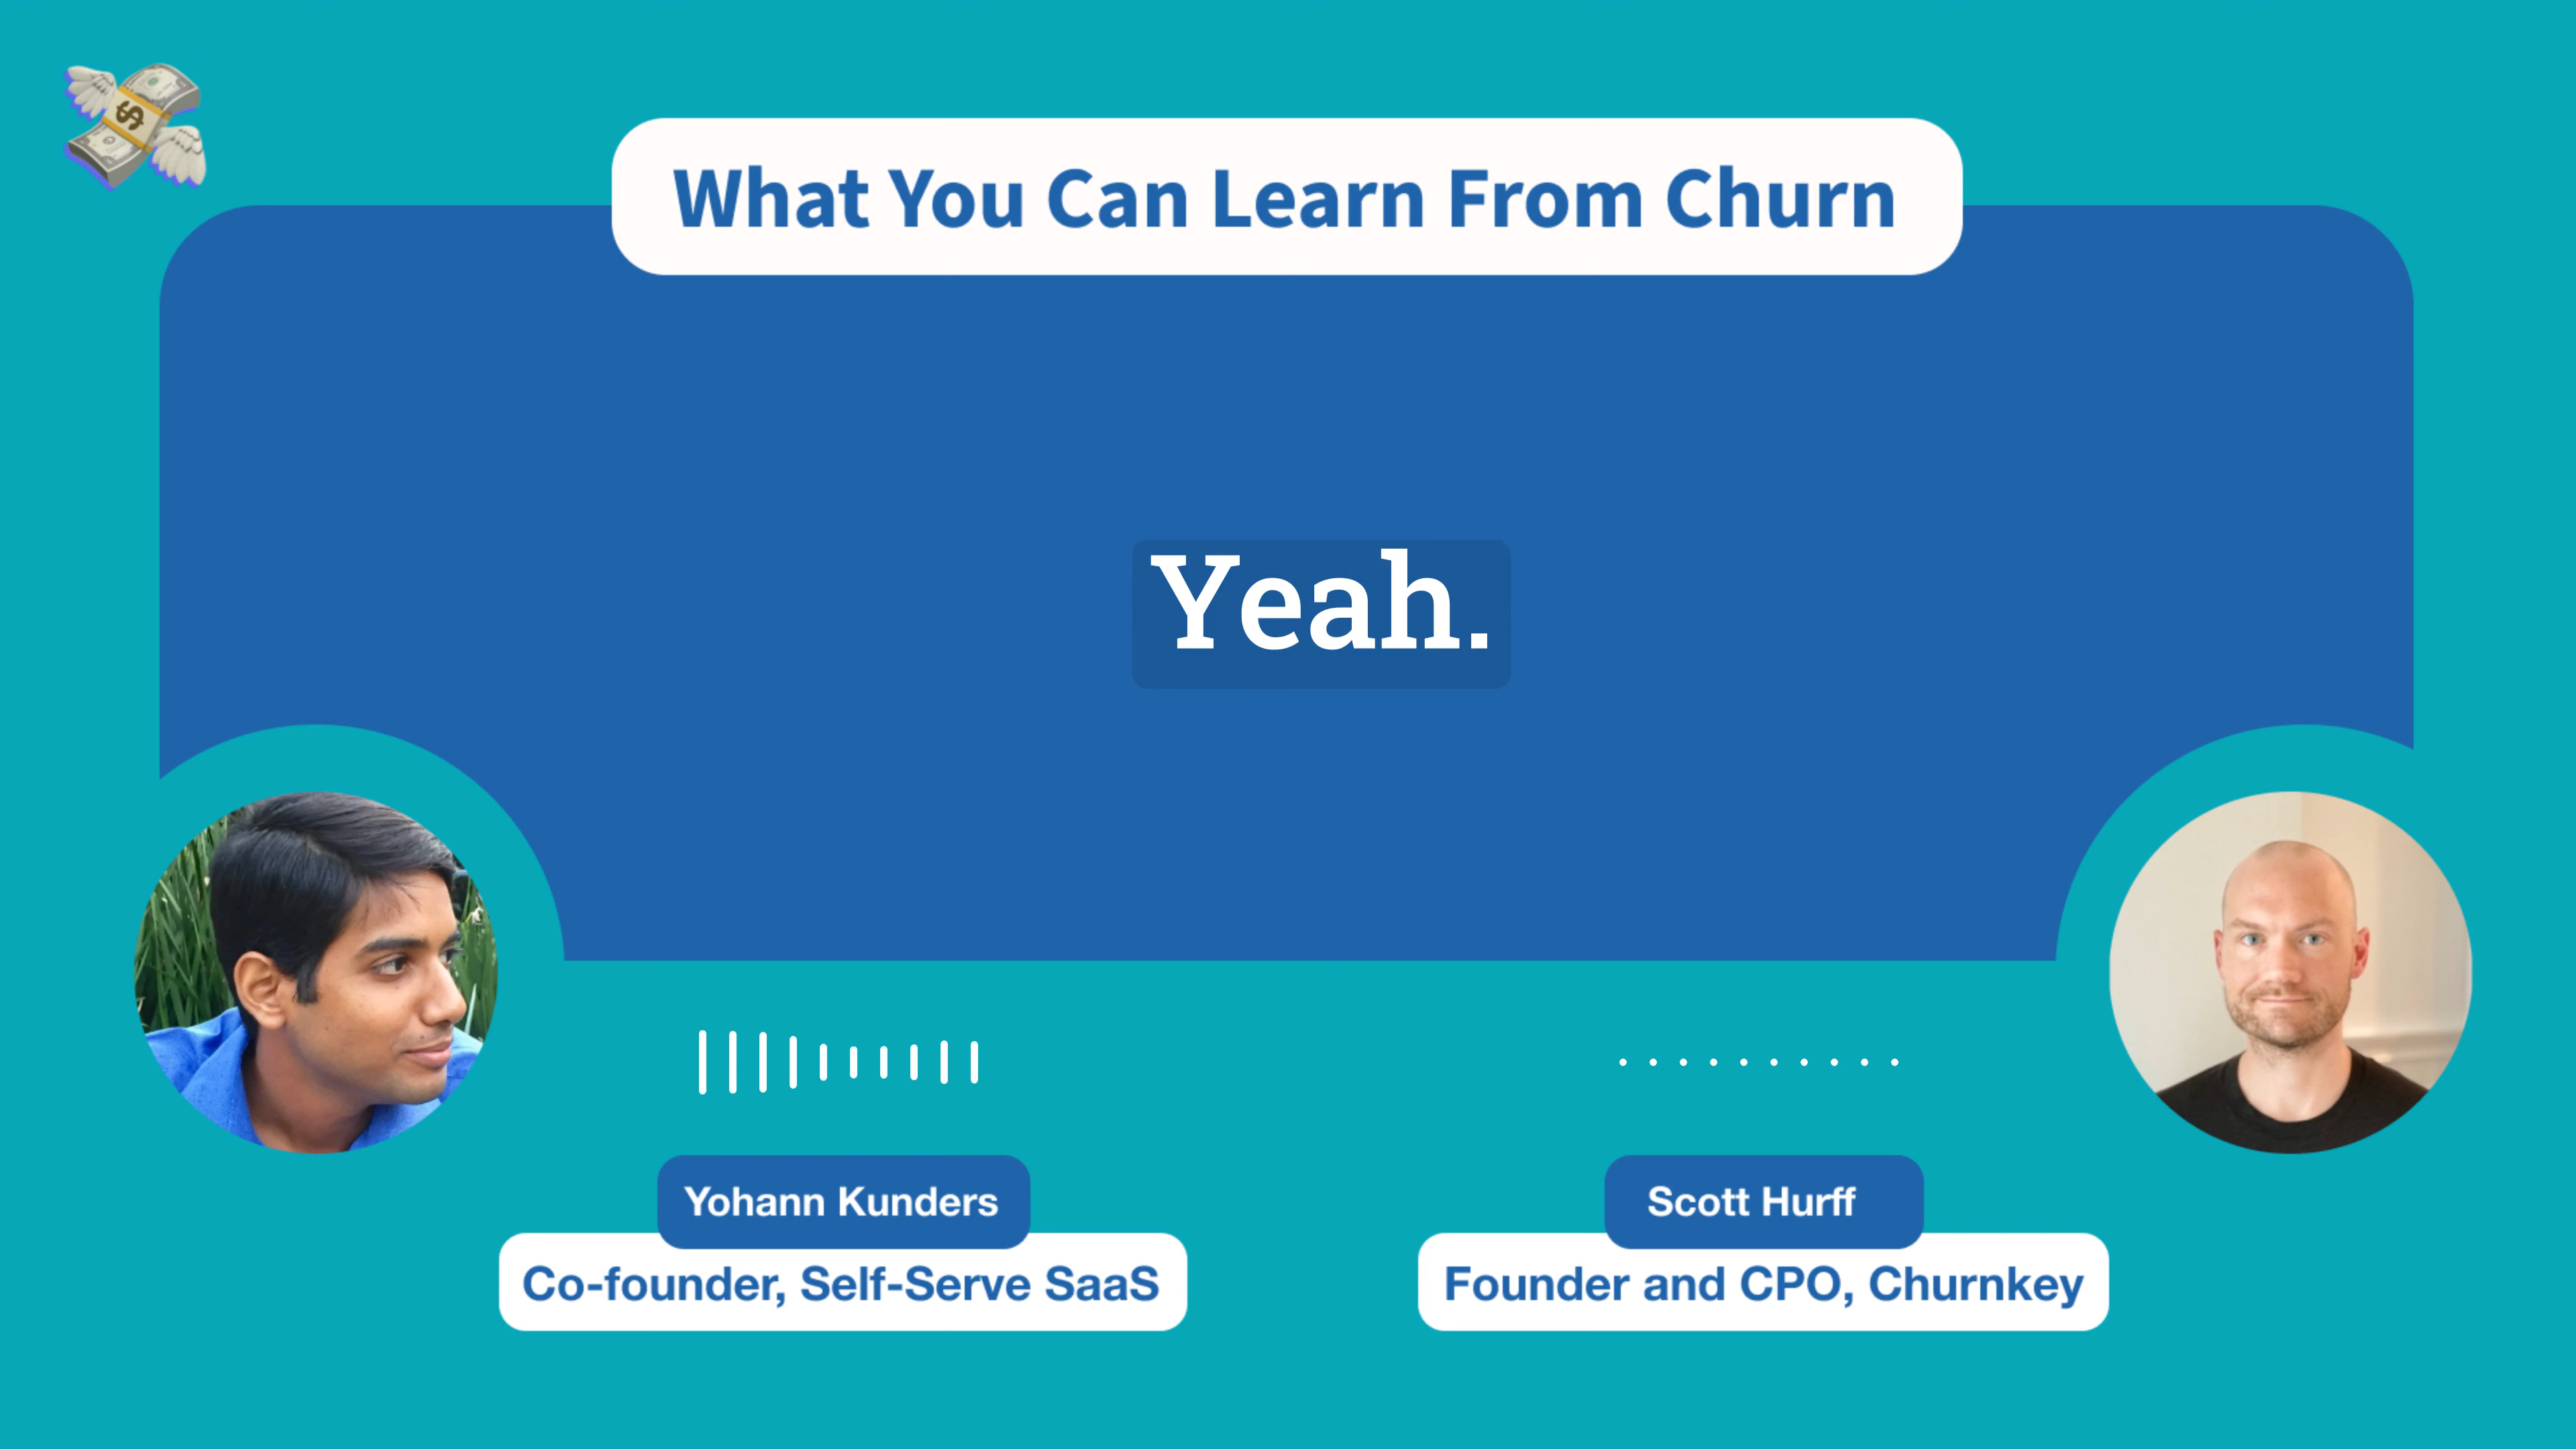 What You Can Learn From Churn
Yeah.
Yohann Kunders
Co-founder, Self-Serve SaaS
Scott Hurff
Founder and CPO, Churnkey